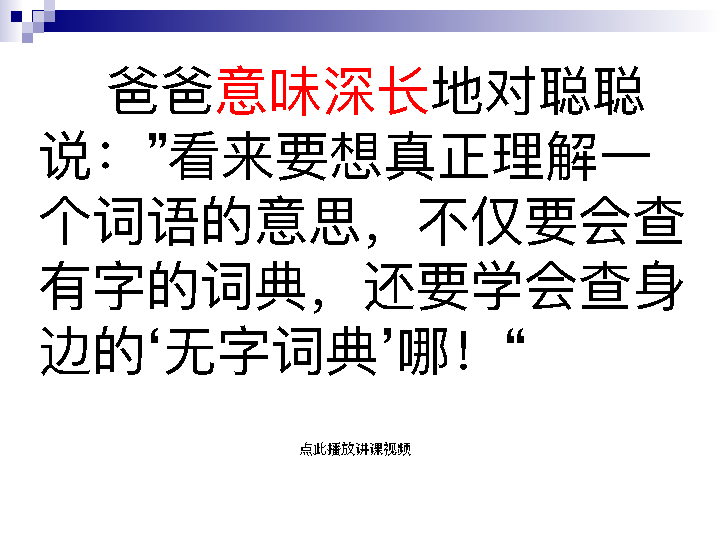 爸爸意味深长地对聪聪
说：”看来要想真正理解一
个词语的意思，不仅要会查
有字的词典，还要学会查身
边的‘无字词典’哪！“
点此播放讲课视频